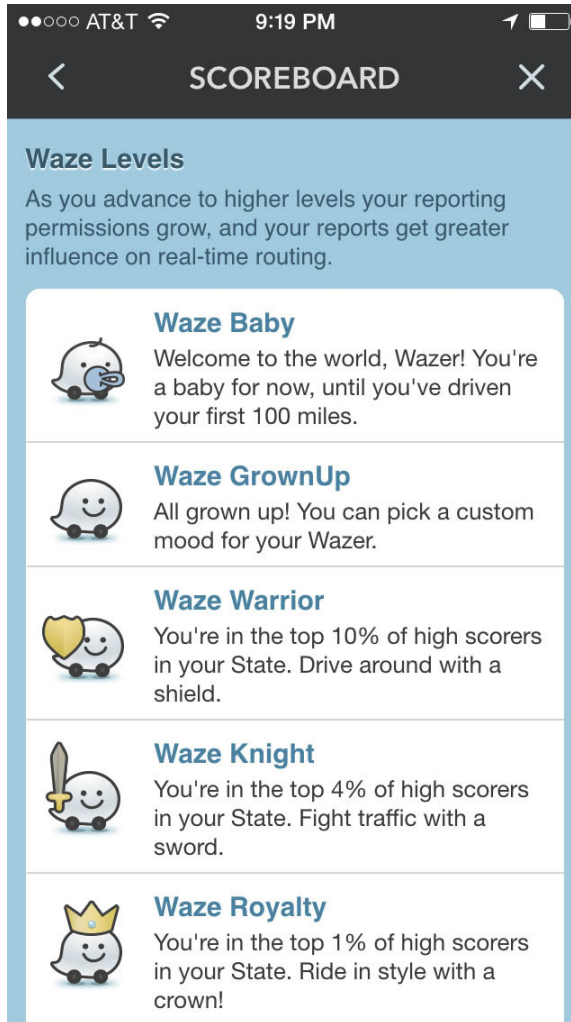 AT&T 9:19 PM
SCOREBOARD
Waze Levels
As you advance to higher levels your reporting
permissions grow, and your reports get greater
influence on real-time routing.
Waze Baby
Welcome to the world, Wazer! You're
a baby for now, until you've driven
your first 100 miles.
Waze GrownUp
All grown up! You can pick a custom
mood for your Wazer.
Waze Warrior
You're in the top 10% of high scorers
in your State. Drive around with a
shield.
Waze Knight
You're in the top 4% of high scorers
in your State. Fight traffic with a
sword.
Waze Royalty
You're in the top 1% of high scorers
in your State. Ride in style with a
crown!